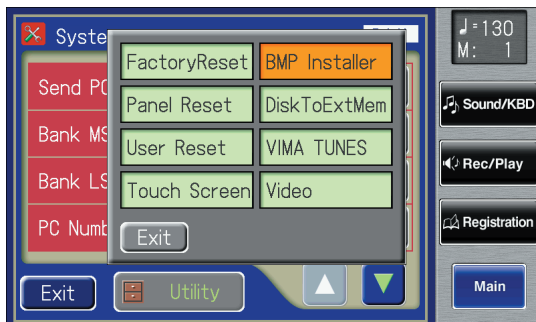 Syste
♩=130
M: 1
FactoryReset BMP Installer
Send PC
Panel Reset DiskToExtMem
Sound/KBD
Bank MS
User Reset VIMA TUNES
Rec/Play
Bank LS
Touch Screen Video
PC Numb
Exit
Registration
Exit Utility
Main